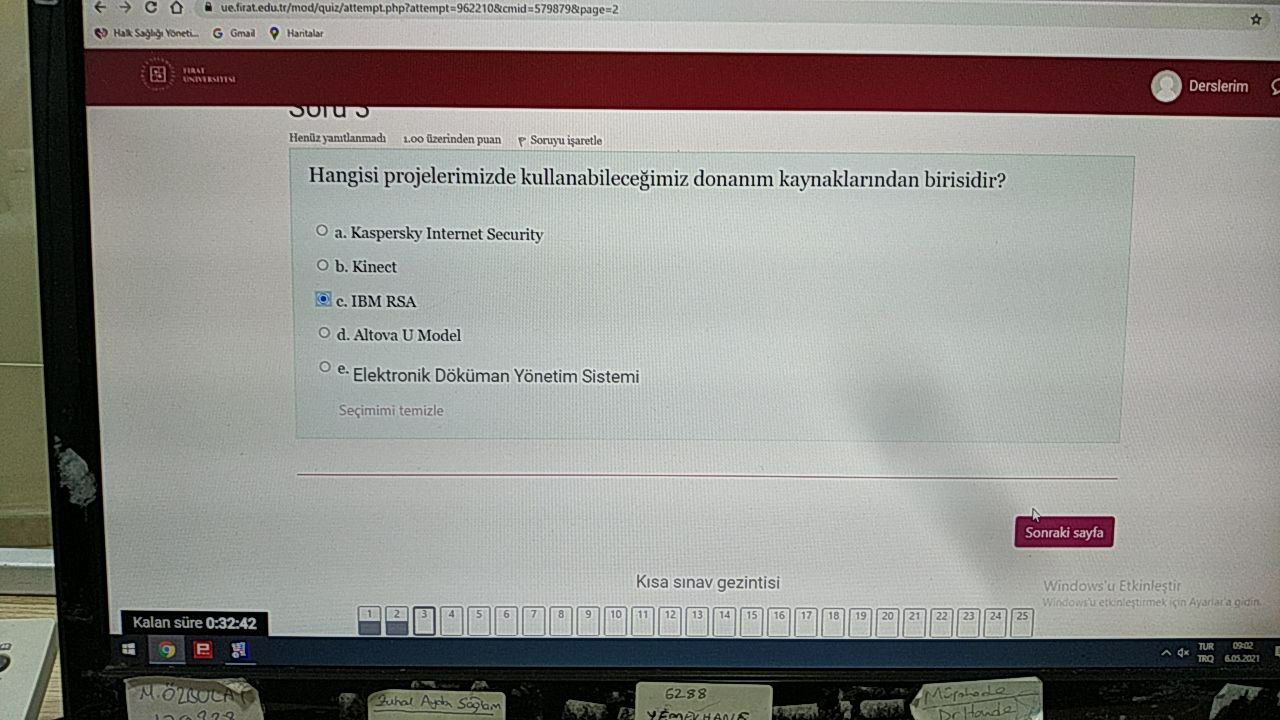 ue.firat.edu.tr/mod/quiz/attempt.php?attempt=962210&cmid=579879&page=2
Halk Sağlığı Yöneti... Gmail Haritalar
FIRAT
ÜNİVERSİTESİ
Derslerim
Soru 3
Henüz yanıtlanmadı 1.00 üzerinden puan Soruyu işaretle
Hangisi projelerimizde kullanabileceğimiz donanım kaynaklarından birisidir?
a. Kaspersky Internet Security
b. Kinect
c. IBM RSA
d. Altova U Model
e. Elektronik Döküman Yönetim Sistemi
Seçimimi temizle
Sonraki sayfa
Kısa sınav gezintisi
Windows'u Etkinleştir
Windows'u etkinleştirmek için Ayarlar'a gidin.
1 2 3 4 5 6 7 8 9 10 11 12 13 14 15 16 17 18 19 20 21 22 23 24 25
Kalan süre 0:32:42
TUR 09:02
TRQ 6.05.2021
M. ÖZBOLAT
Zuhal Aydın Sağlam
6288
YEMEKHANE
Müşahede
Dr Hande